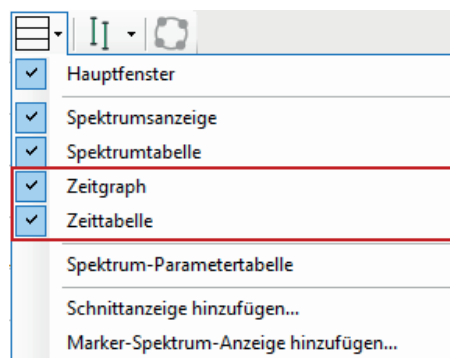 Hauptfenster
Spektrumsanzeige
Spektrumtabelle
Zeitgraph
Zeittabelle
Spektrum-Parametertabelle
Schnittanzeige hinzufügen...
Marker-Spektrum-Anzeige hinzufügen...